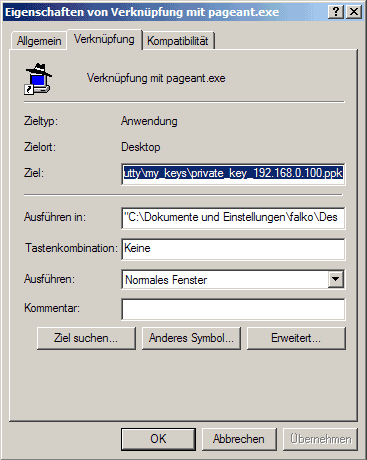 Eigenschaften von Verknüpfung mit pageant.exe
Allgemein Verknüpfung Kompatibilität
Verknüpfung mit pageant.exe
Zieltyp: Anwendung
Zielort: Desktop
Ziel: utty\my_keys\private_key_192.168.0.100.ppk
Ausführen in: "C:\Dokumente und Einstellungen\falko\Des
Tastenkombination: Keine
Ausführen: Normales Fenster
Kommentar:
Ziel suchen... Anderes Symbol... Erweitert...
OK Abbrechen Übernehmen